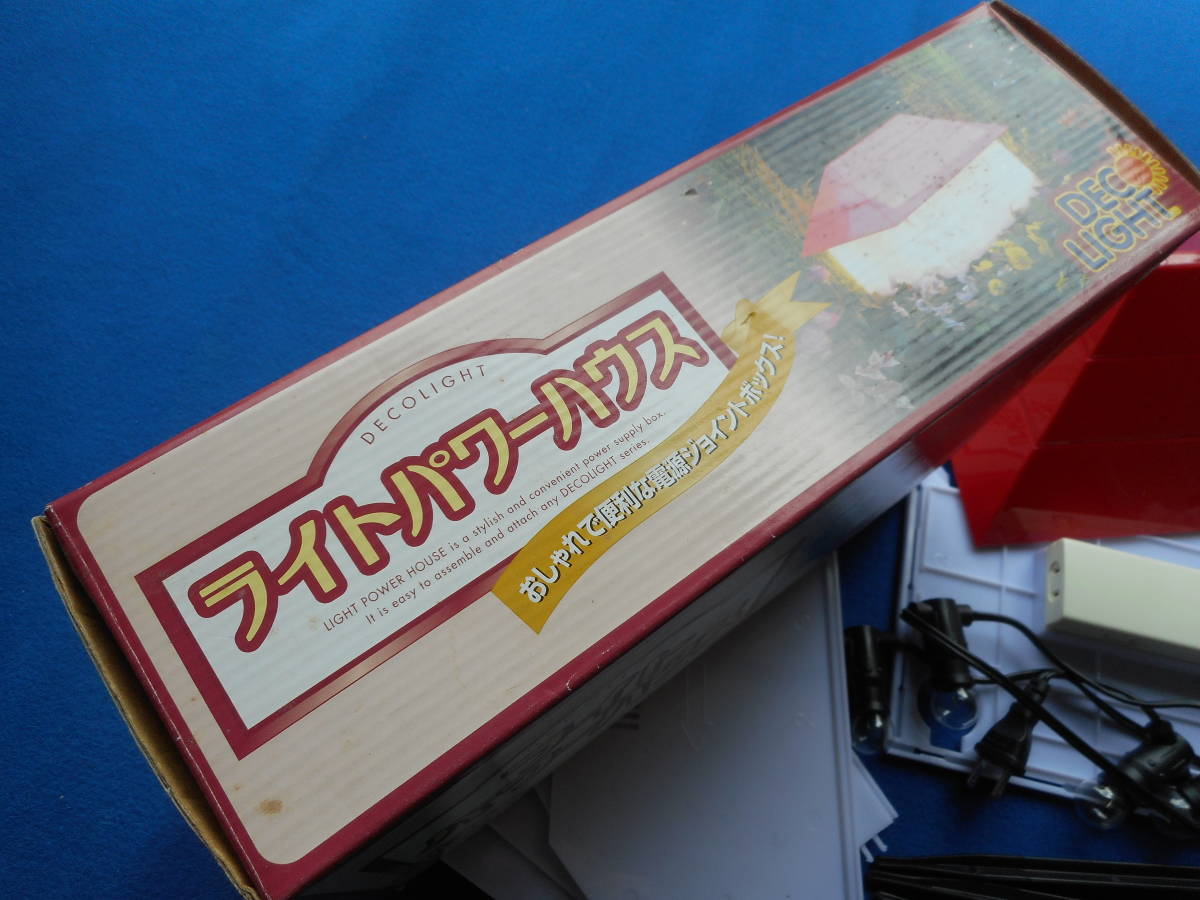 DECOLIGHT
ライトパワーハウス
LIGHT POWER HOUSE is a stylish and convenient power supply box.
It is easy to assemble and attach any DECOLIGHT series.
おしゃれで便利な電源ジョイントボックス!
DECO
LIGHT